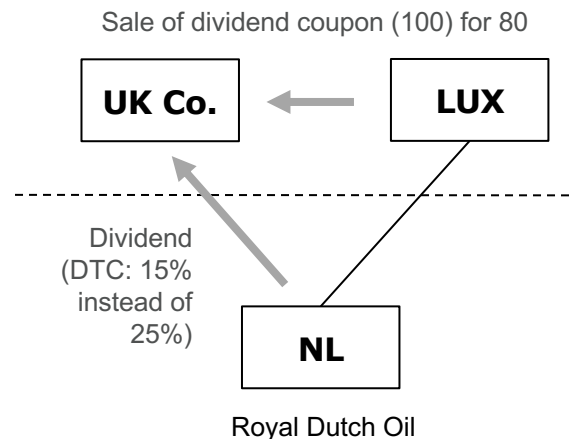 Sale of dividend coupon (100) for 80
UK Co.
LUX
Dividend
(DTC: 15%
instead of
25%)
NL
Royal Dutch Oil